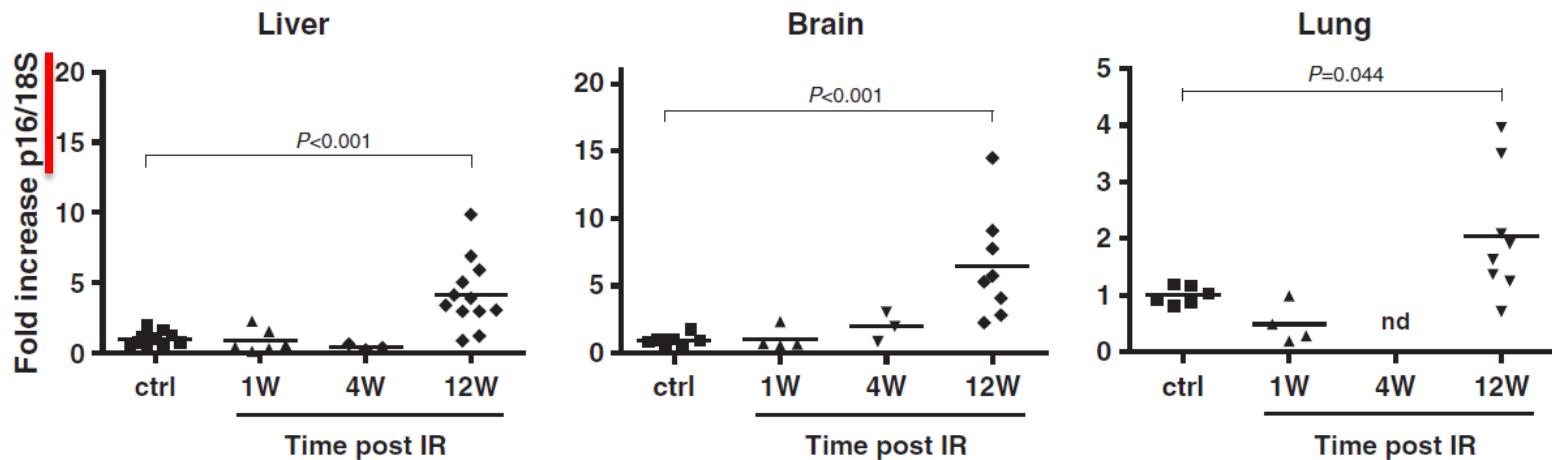 Liver
Brain
Lung
Fold increase p16/18S
20
15
10
5
0
P<0.001
ctrl
1W
4W
12W
Time post IR
20
15
10
5
0
P<0.001
ctrl
1W
4W
12W
Time post IR
5
4
3
2
1
0
P=0.044
nd
ctrl
1W
4W
12W
Time post IR